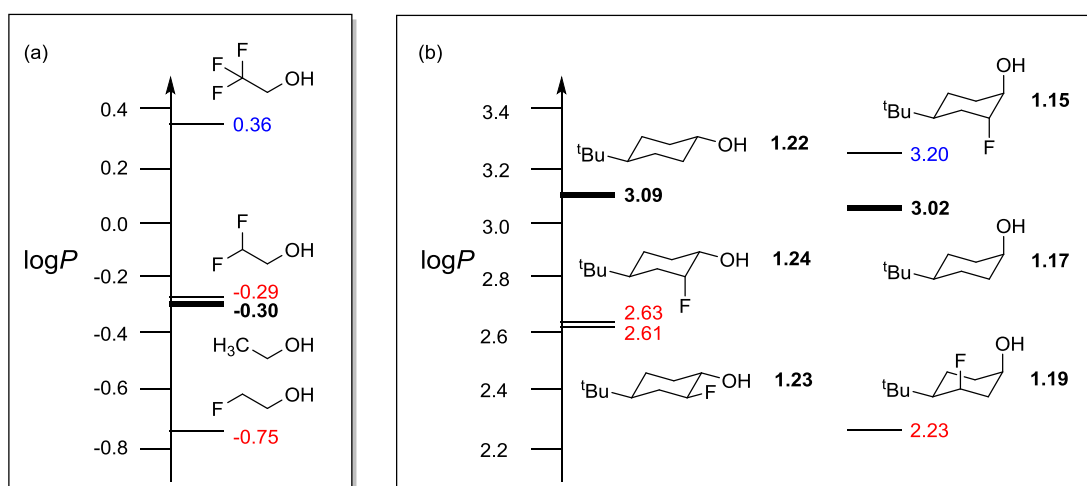 (a)
F
F
F
OH
0.4
0.36
0.2
0.0
F
F
OH
logP
-0.2
-0.29
-0.30
-0.4
H₃C
OH
-0.6
F
OH
-0.75
-0.8
(b)
3.4
OH
1.15
ᵗBu
F
3.20
ᵗBu
OH
1.22
3.2
3.09
3.02
3.0
logP
ᵗBu
OH
1.24
F
OH
1.17
ᵗBu
2.8
2.63
2.61
2.6
2.4
ᵗBu
OH
F
1.23
OH
F
1.19
ᵗBu
2.23
2.2